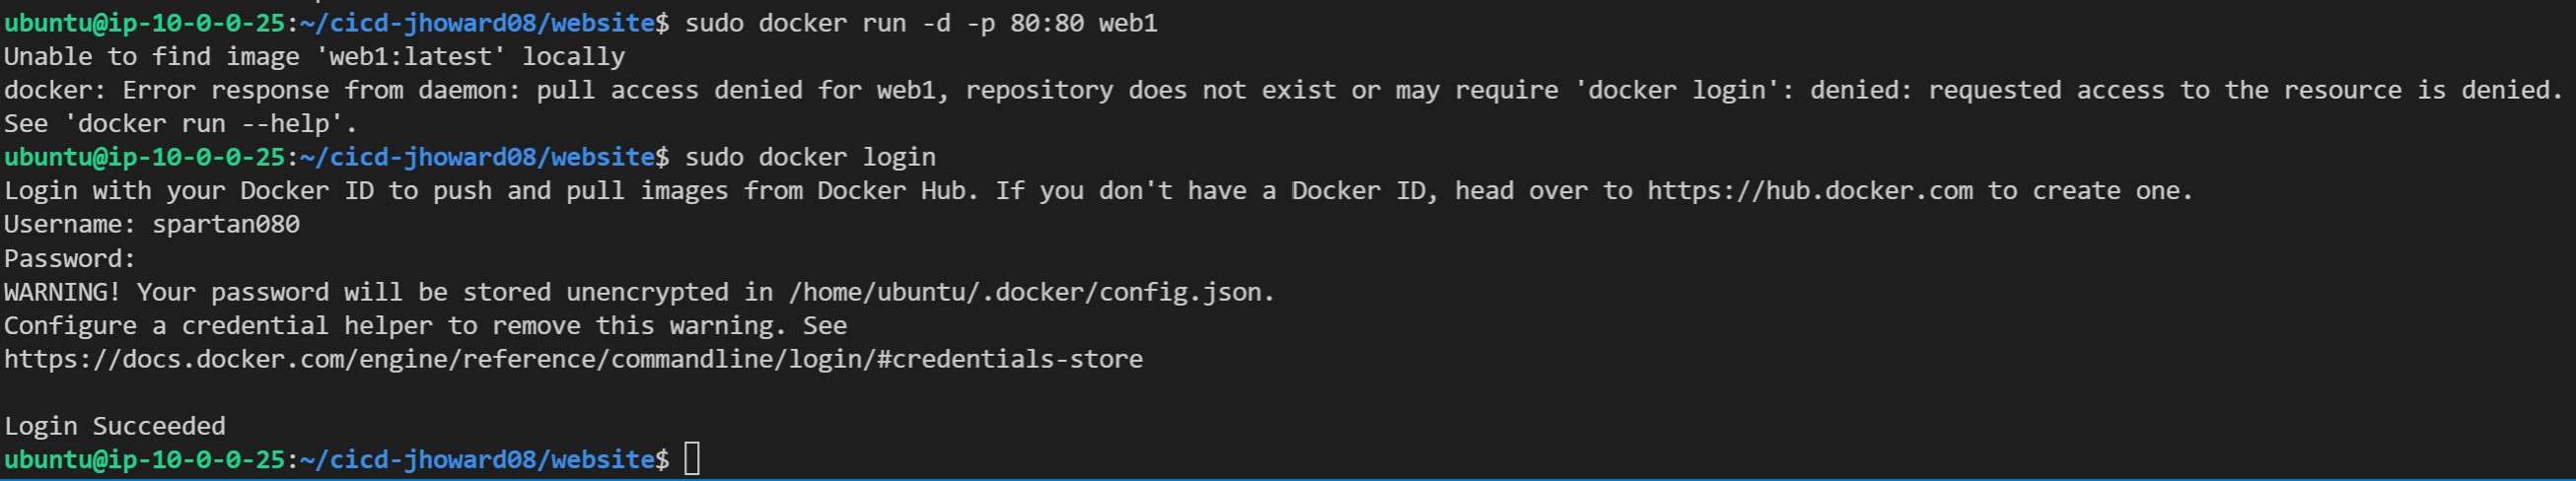 ubuntu@ip-10-0-0-25:~/cicd-jhoward08/website$ sudo docker run -d -p 80:80 web1
Unable to find image 'web1:latest' locally
docker: Error response from daemon: pull access denied for web1, repository does not exist or may require 'docker login': denied: requested access to the resource is denied.
See 'docker run --help'.
ubuntu@ip-10-0-0-25:~/cicd-jhoward08/website$ sudo docker login
Login with your Docker ID to push and pull images from Docker Hub. If you don't have a Docker ID, head over to https://hub.docker.com to create one.
Username: spartan080
Password:
WARNING! Your password will be stored unencrypted in /home/ubuntu/.docker/config.json.
Configure a credential helper to remove this warning. See
https://docs.docker.com/engine/reference/commandline/login/#credentials-store
Login Succeeded
ubuntu@ip-10-0-0-25:~/cicd-jhoward08/website$